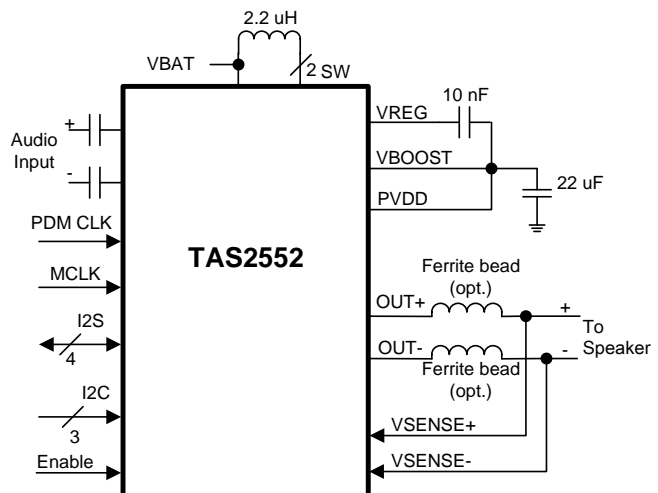 2.2 uH
VBAT
2 SW
10 nF
VREG
+
Audio
Input
-
VBOOST
22 uF
PVDD
PDM CLK
TAS2552
MCLK
Ferrite bead
(opt.)
OUT+
+
I2S
4
To
Speaker
OUT-
-
Ferrite bead
(opt.)
I2C
3
VSENSE+
Enable
VSENSE-